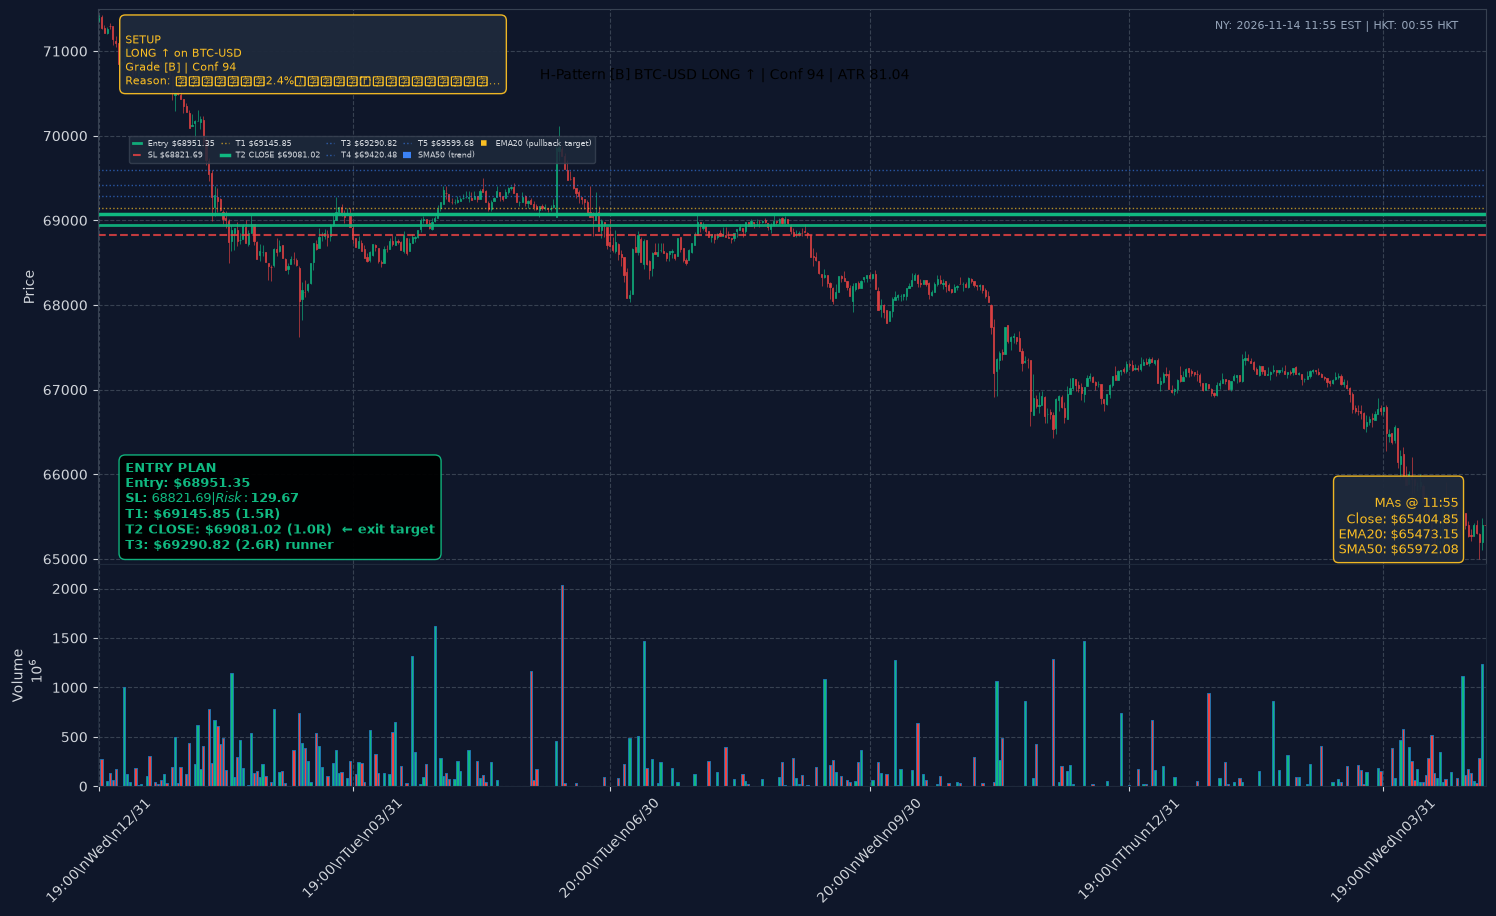 NY: 2026-11-14 11:55 EST | HKT: 00:55 HKT
SETUP
LONG ↑ on BTC-USD
Grade [B] | Conf 94
Reason: 2.4% ...
H-Pattern [B] BTC-USD LONG ↑ | Conf 94 | ATR 81.04
Entry $68951.35 T1 $69145.85 T3 $69290.82 T5 $69599.68 EMA20 (pullback target)
SL $68821.69 T2 CLOSE $69081.02 T4 $69420.48 SMA50 (trend)
71000
70000
69000
68000
67000
66000
65000
Price
ENTRY PLAN
Entry: $68951.35
SL: 68821.69|Risk:129.67
T1: $69145.85 (1.5R)
T2 CLOSE: $69081.02 (1.0R) ← exit target
T3: $69290.82 (2.6R) runner
MAs @ 11:55
Close: $65404.85
EMA20: $65473.15
SMA50: $65972.08
2000
1500
1000
500
0
Volume
10⁶
19:00\nWed\n12/31
19:00\nTue\n03/31
20:00\nTue\n06/30
20:00\nWed\n09/30
19:00\nThu\n12/31
19:00\nWed\n03/31